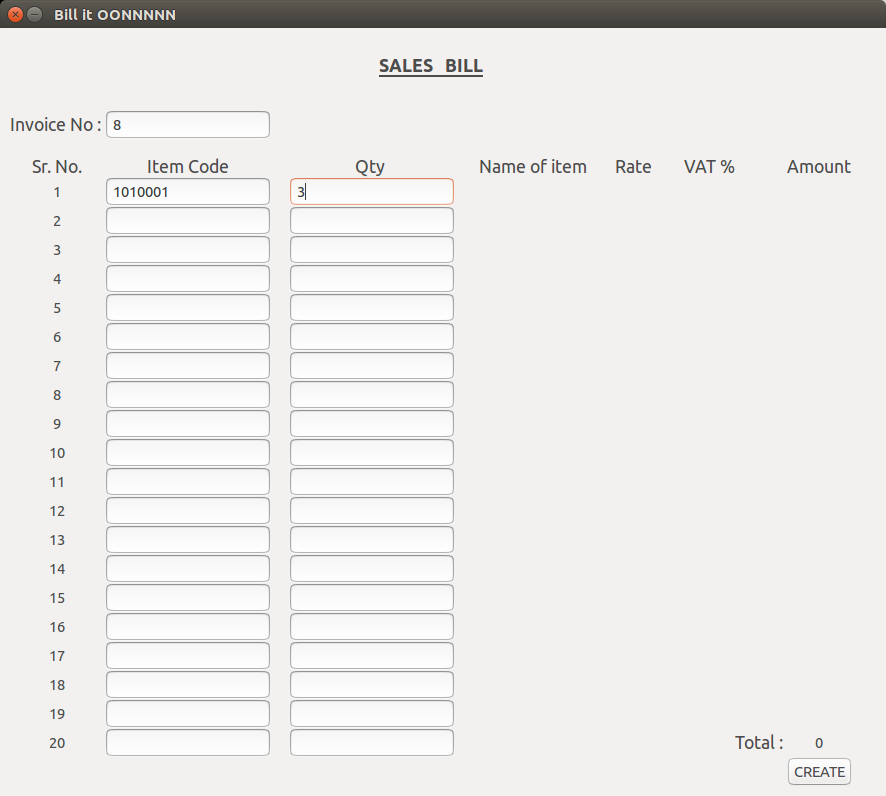 Bill it OONNNNN
SALES BILL
Invoice No : 8
Sr. No. Item Code Qty Name of item Rate VAT % Amount
1 1010001 3
2
3
4
5
6
7
8
9
10
11
12
13
14
15
16
17
18
19
20 Total : 0
CREATE